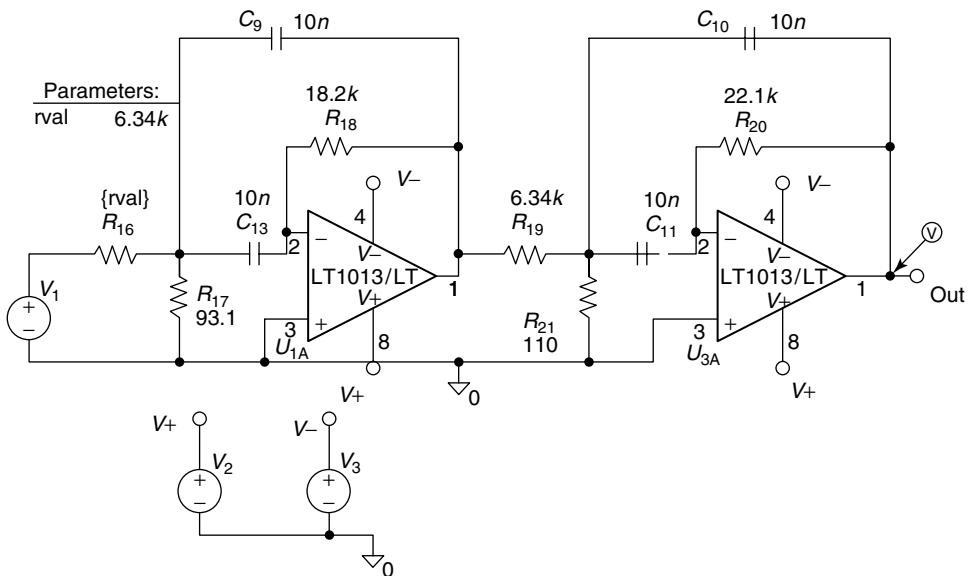 C9 10n
C10 10n
Parameters:
rval 6.34k
18.2k
R18
22.1k
R20
{rval}
R16
10n
C13
V−
4
2
−
V−
LT1013/LT
V+
3
+
U1A
8
V+
1
6.34k
R19
10n
C11
V−
4
2
−
V−
LT1013/LT
V+
3
+
U3A
8
V+
1
V
Out
V1
+
−
R17
93.1
R21
110
0
V+
V2
+
−
V−
V3
+
−
0